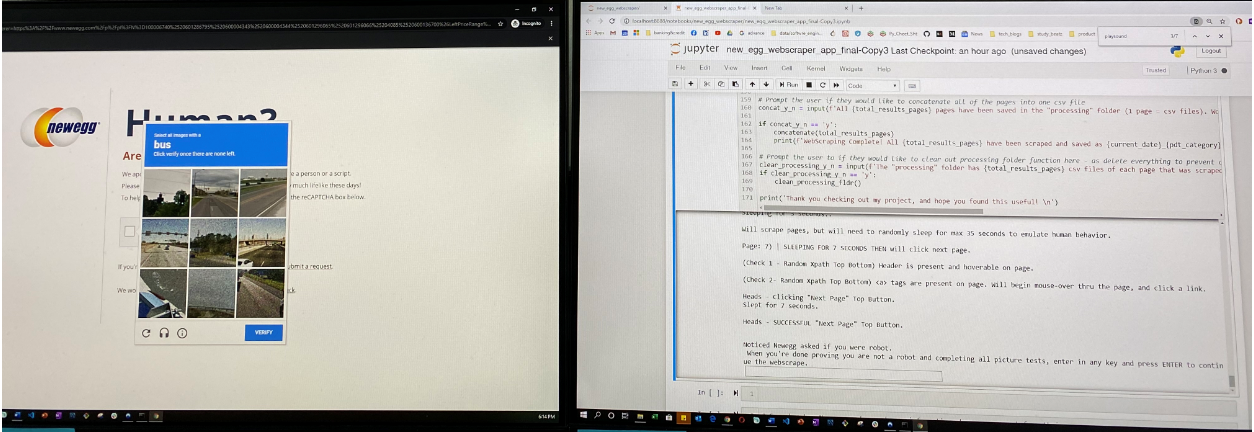 Incognito
newegg
Human?
Are
Select all images with a
bus
Click verify once there are none left.
We ap
e a person or a script.
Please
much lifelike these days!
To help
the reCAPTCHA box below.
If you'r
ubmit a request.
We wo
ck.
VERIFY
6:14 PM
New Tab
jupyter new_egg_webscraper_app_final-Copy3 Last Checkpoint: an hour ago (unsaved changes)
Logout
File Edit View Insert Cell Kernel Widgets Help
Trusted
Python 3
Run
Code
159 # Prompt the user if they would like to concatenate all of the pages into one csv file
160 concat_y_n = input(f'All {total_results_pages} pages have been saved in the "processing" folder (1 page = csv files). Wo
161
162 if concat_y_n == 'y':
163 concatenate(total_results_pages)
164 print(f'WebScraping Complete! All {total_results_pages} have been scraped and saved as {current_date}_{pdt_category}
165
166 # Prompt the user to if they would like to clear out processing folder function here - as delete everything to prevent
167 clear_processing_y_n = input(f'The "processing" folder has {total_results_pages} csv files of each page that was scraped
168 if clear_processing_y_n == 'y':
169 clean_processing_fldr()
170
171 print('Thank you checking out my project, and hope you found this useful! \n')
Will scrape pages, but will need to randomly sleep for max 35 seconds to emulate human behavior.
Page: 7) | SLEEPING FOR 7 SECONDS THEN will click next page.
(Check 1 - Random Xpath Top Bottom) Header is present and hoverable on page.
(Check 2- Random Xpath Top Bottom) <a> tags are present on page. Will begin mouse-over thru the page, and click a link.
Heads - Clicking "Next Page" Top Button.
Slept for 7 seconds.
Heads - SUCCESSFUL "Next Page" Top Button.
Noticed Newegg asked if you were robot.
When you're done proving you are not a robot and completing all picture tests, enter in any key and press ENTER to contin
ue the webscrape.
In [ ]:
1